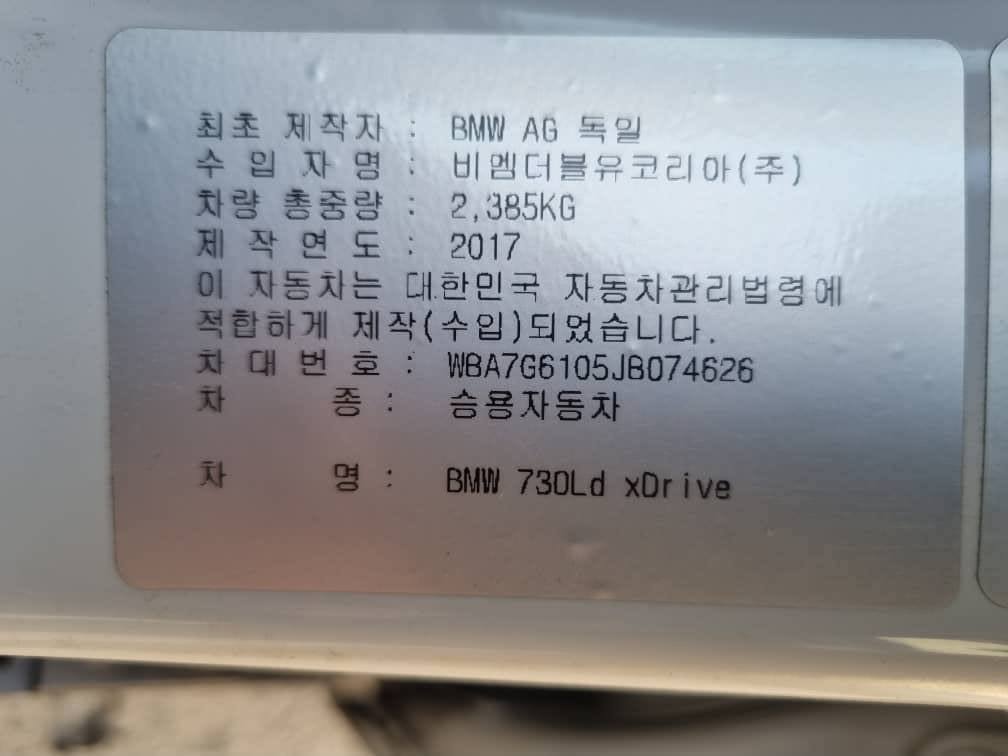 최초 제작자 : BMW AG 독일
수 입 자 명 : 비엠더블유코리아(주)
차량 총중량 : 2,385KG
제 작 연 도 : 2017
이 자동차는 대한민국 자동차관리법령에
적합하게 제작(수입)되었습니다.
차 대 번 호 : WBA7G6105JB074626
차 종 : 승용자동차
차 명 : BMW 730Ld xDrive